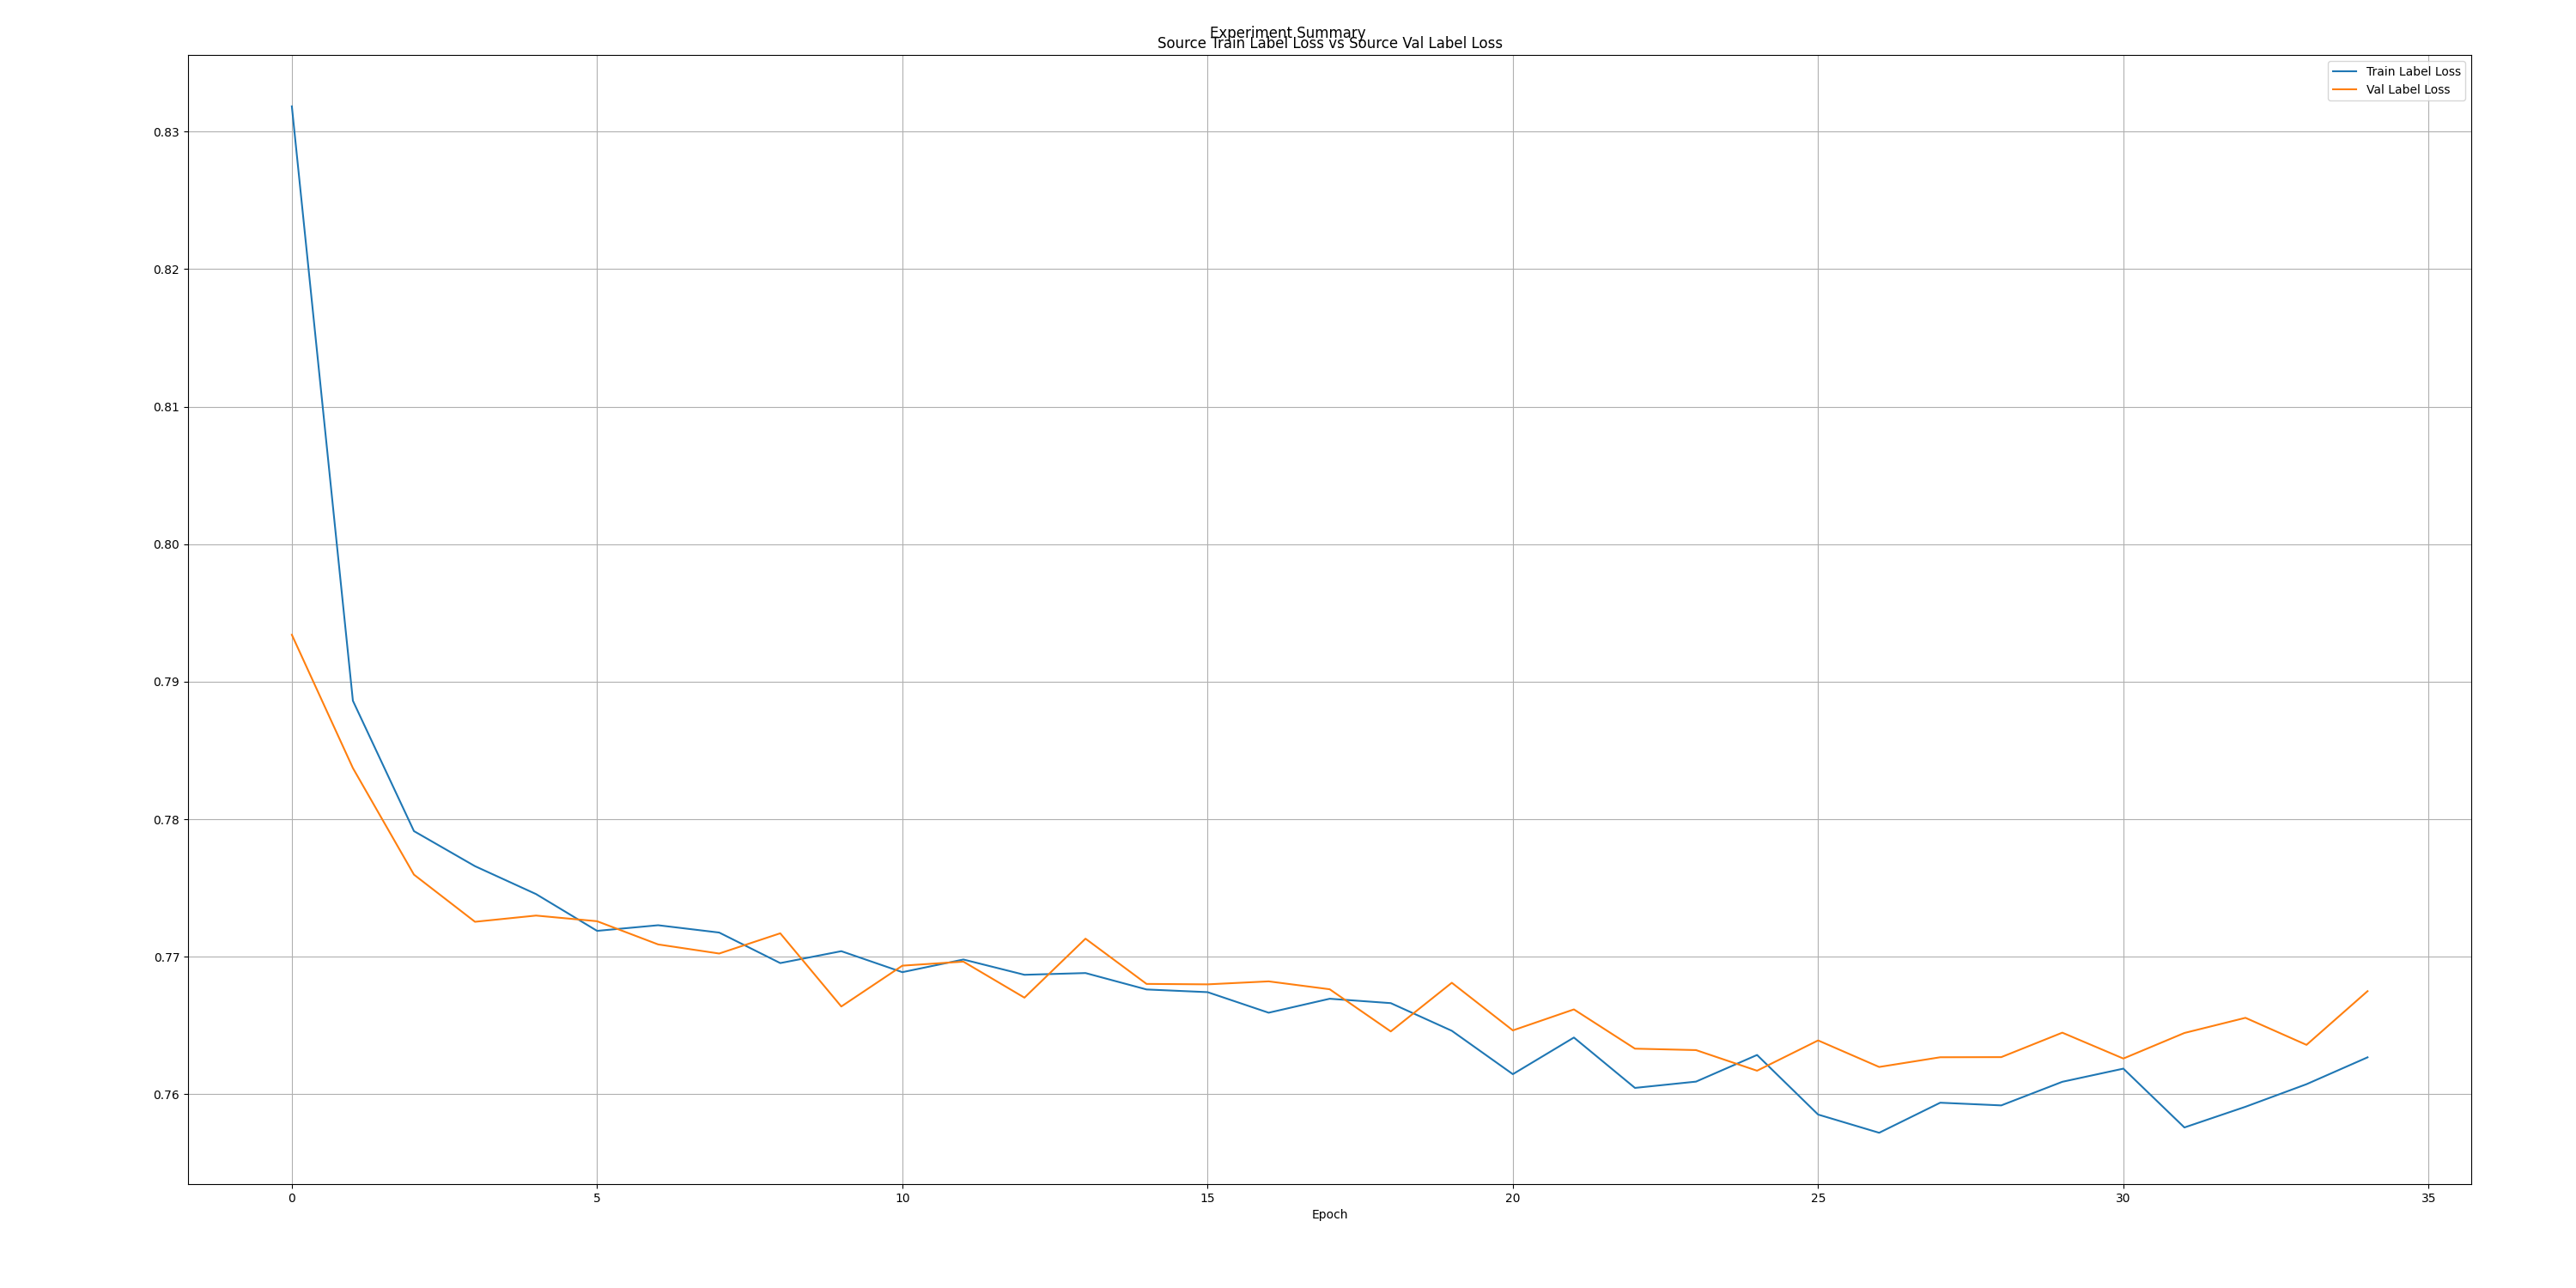 Experiment Summary
Source Train Label Loss vs Source Val Label Loss
Train Label Loss
Val Label Loss
0.83
0.82
0.81
0.80
0.79
0.78
0.77
0.76
0 5 10 15 20 25 30 35
Epoch